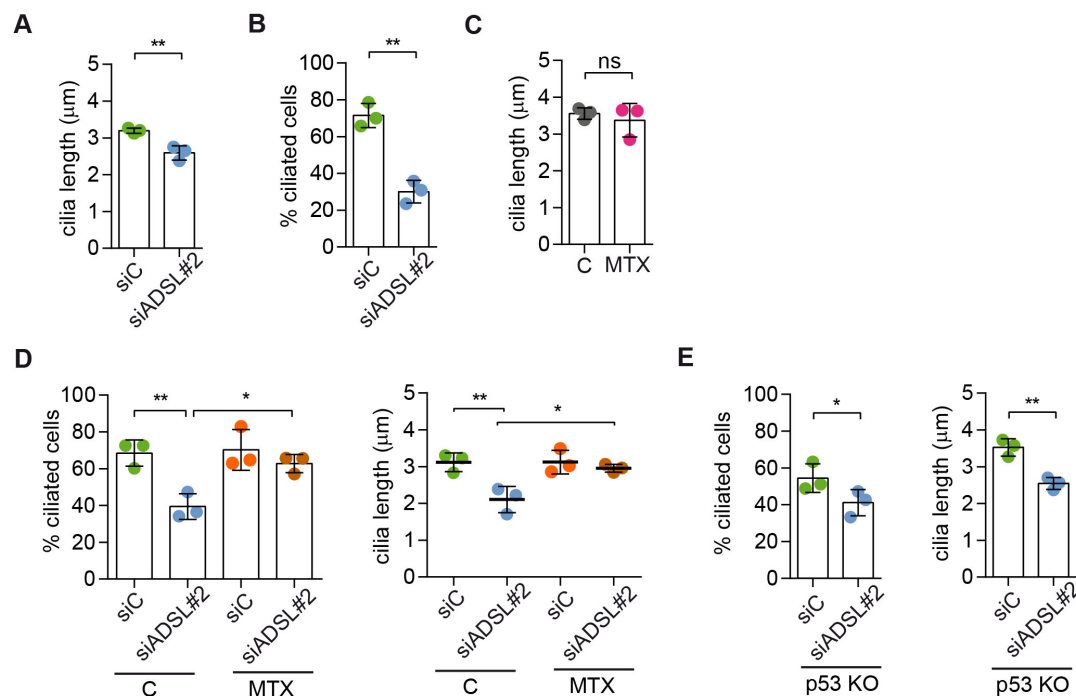 A
cilia length (μm)
5
4
3
2
1
0
**
siC
siADSL#2
B
% ciliated cells
100
80
60
40
20
0
**
siC
siADSL#2
C
cilia length (μm)
5
4
3
2
1
0
ns
C
MTX
D
% ciliated cells
100
80
60
40
20
0
**
*
siC
siADSL#2
siC
siADSL#2
C
MTX
cilia length (μm)
5
4
3
2
1
0
**
*
siC
siADSL#2
siC
siADSL#2
C
MTX
E
% ciliated cells
100
80
60
40
20
0
*
siC
siADSL#2
p53 KO
cilia length (μm)
5
4
3
2
1
0
**
siC
siADSL#2
p53 KO